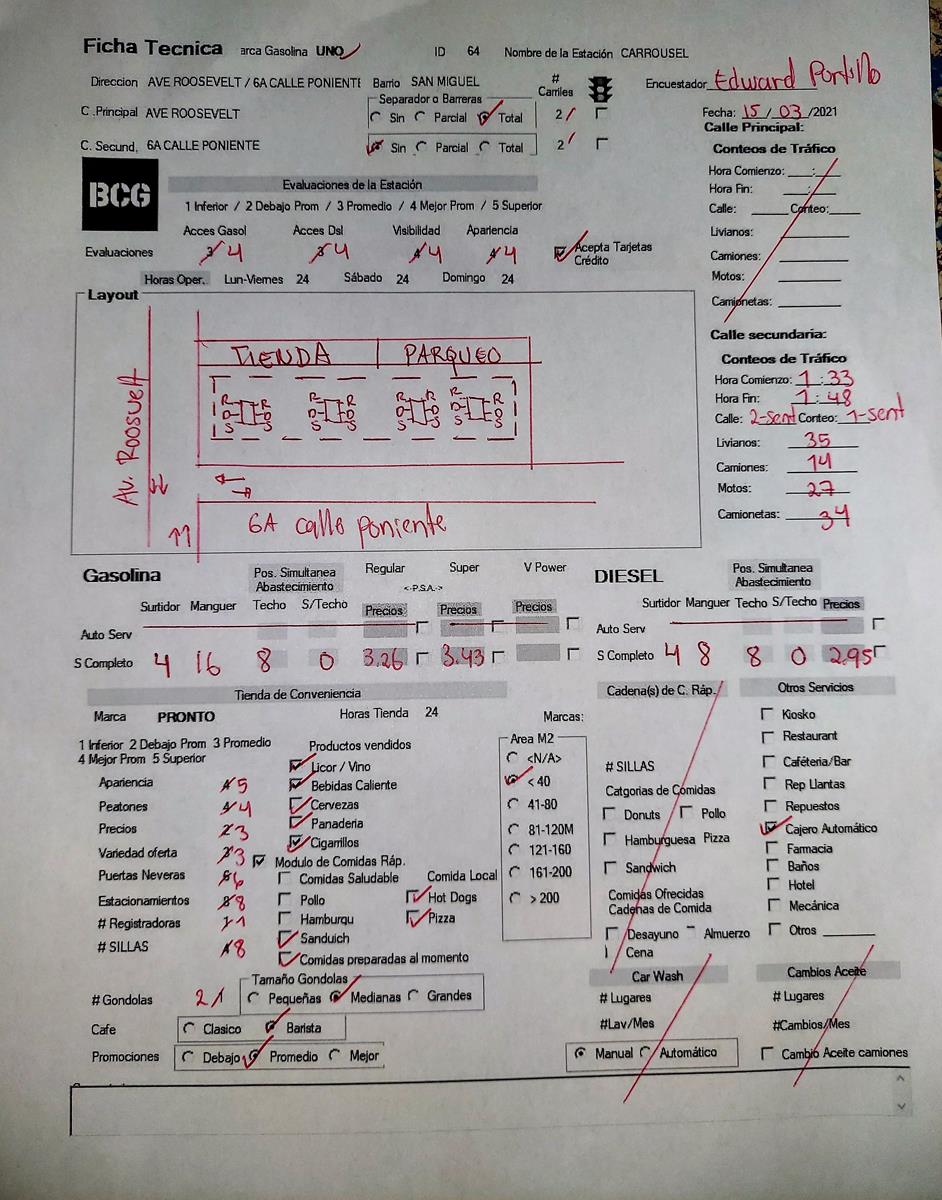 Ficha Tecnica arca Gasolina UNO ID 64 Nombre de la Estación CARROUSEL
Direccion AVE ROOSEVELT / 6A CALLE PONIENTE Barrio SAN MIGUEL # Carriles Encuestador Edward Portillo
Separador o Barreras
C .Principal AVE ROOSEVELT Sin Parcial Total 2 Fecha: 15 / 03 /2021
C. Secund, 6A CALLE PONIENTE Sin Parcial Total 2
Calle Principal:
Conteos de Tráfico
Hora Comienzo: __:__
Hora Fin: __:__
Calle: ____ Conteo:____
Livianos:
Camiones:
Motos:
Camionetas:
BCG
Evaluaciones de la Estación
1 Inferior / 2 Debajo Prom / 3 Promedio / 4 Mejor Prom / 5 Superior
Acces Gasol Acces Dsl Visibilidad Apariencia
Evaluaciones 4 4 4 4 Acepta Tarjetas Crédito
Horas Oper. Lun-Viernes 24 Sábado 24 Domingo 24
Layout
TIENDA PARQUEO
R R R R R R R R
D D D D D D D D
S S S S S S S S
Av. Roosuelt
6A calle poniente
Calle secundaria:
Conteos de Tráfico
Hora Comienzo: 1:33
Hora Fin: 1:48
Calle: 2-sent Conteo: 1-sent
Livianos: 35
Camiones: 14
Motos: 27
Camionetas: 34
Gasolina Pos. Simultanea Abastecimiento Regular <-P.S.A.-> Super V Power
Surtidor Manguer Techo S/Techo Precios Precios Precios
Auto Serv
S Completo 4 16 8 0 3.26 3.43
DIESEL Pos. Simultanea Abastecimiento
Surtidor Manguer Techo S/Techo Precios
Auto Serv
S Completo 4 8 8 0 2.95
Tienda de Conveniencia
Marca PRONTO Horas Tienda 24 Marcas:
1 Inferior 2 Debajo Prom 3 Promedio
4 Mejor Prom 5 Superior
Apariencia 5
Peatones 4
Precios 3
Variedad oferta 3
Puertas Neveras 6
Estacionamientos 8
# Registradoras 1
# SILLAS 8
Productos vendidos
Licor / Vino
Bebidas Caliente
Cervezas
Panaderia
Cigarrillos
Modulo de Comidas Ráp.
Comidas Saludable Comida Local
Pollo Hot Dogs
Hamburqu Pizza
Sanduich
Comidas preparadas al momento
Area M2
<N/A>
< 40
41-80
81-120M
121-160
161-200
> 200
# Gondolas 2
Tamaño Gondolas
Pequeñas Medianas Grandes
Cafe Clasico Barista
Promociones Debajo Promedio Mejor
Cadena(s) de C. Ráp.
# SILLAS
Catgorias de Comidas
Donuts Pollo
Hamburguesa Pizza
Sandwich
Comidas Ofrecidas
Cadenas de Comida
Desayuno Almuerzo
Cena
Otros Servicios
Kiosko
Restaurant
Caféteria/Bar
Rep Llantas
Repuestos
Cajero Automático
Farmacia
Baños
Hotel
Mecánica
Otros
Car Wash
# Lugares
#Lav/Mes
Manual Automático
Cambios Aceite
# Lugares
#Cambios/Mes
Cambio Aceite camiones